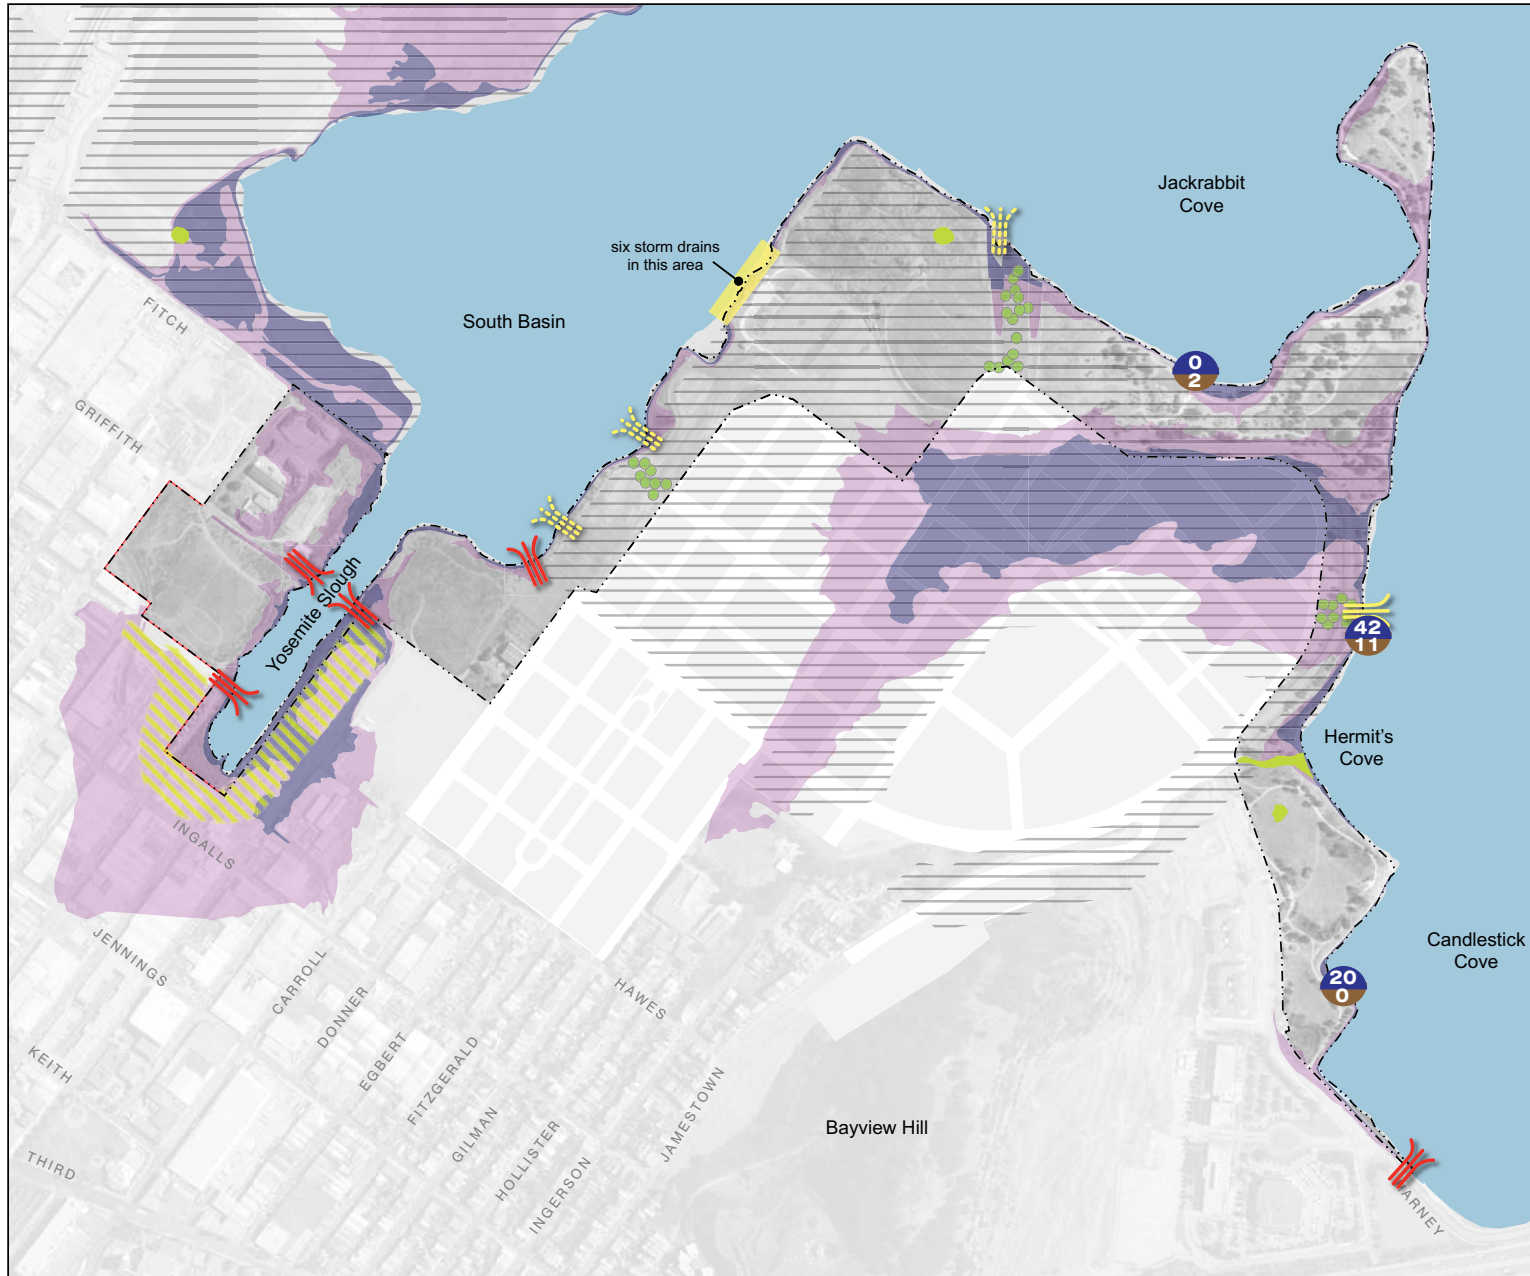 Jackrabbit
Cove
six storm drains
in this area
South Basin
FITCH
0
2
GRIFFITH
Yosemite Slough
42
11
Hermit's
Cove
INGALLS
Candlestick
Cove
JENNINGS
CARROLL
HAWES
20
0
DONNER
EGBERT
KEITH
FITZGERALD
GILMAN
JAMESTOWN
Bayview Hill
HOLLISTER
INGERSON
THIRD